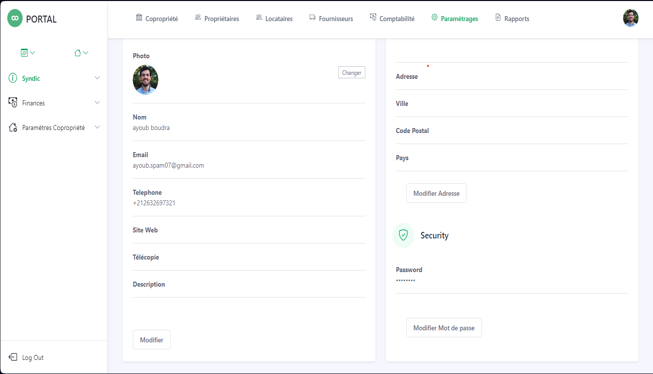 PORTAL
Copropriété
Propriétaires
Locataires
Fournisseurs
Comptabilité
Paramétrages
Rapports
Syndic
Finances
Paramétres Copropriété
Log Out
Photo
Changer
Nom
ayoub boudra
Email
ayoub.spam07@gmail.com
Telephone
+212632697321
Site Web
Télécopie
Description
Modifier
Adresse
Ville
Code Postal
Pays
Modifier Adresse
Security
Password
********
Modifier Mot de passe